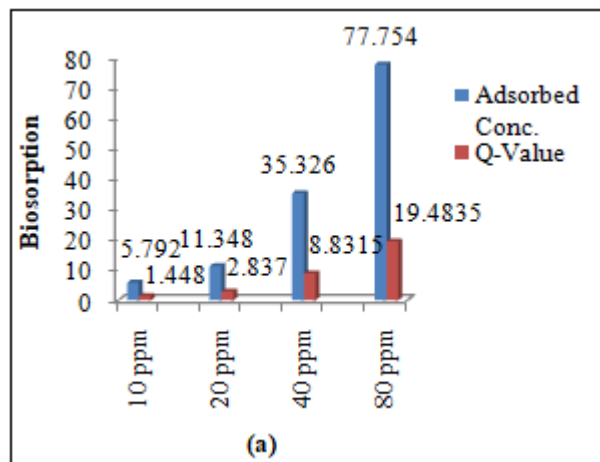 77.754
80
70
60
50
40
30
20
10
0
Biosorption
35.326
19.4835
11.348
8.8315
5.792
2.837
1.448
Adsorbed
Conc.
Q-Value
10 ppm
20 ppm
40 ppm
80 ppm
(a)